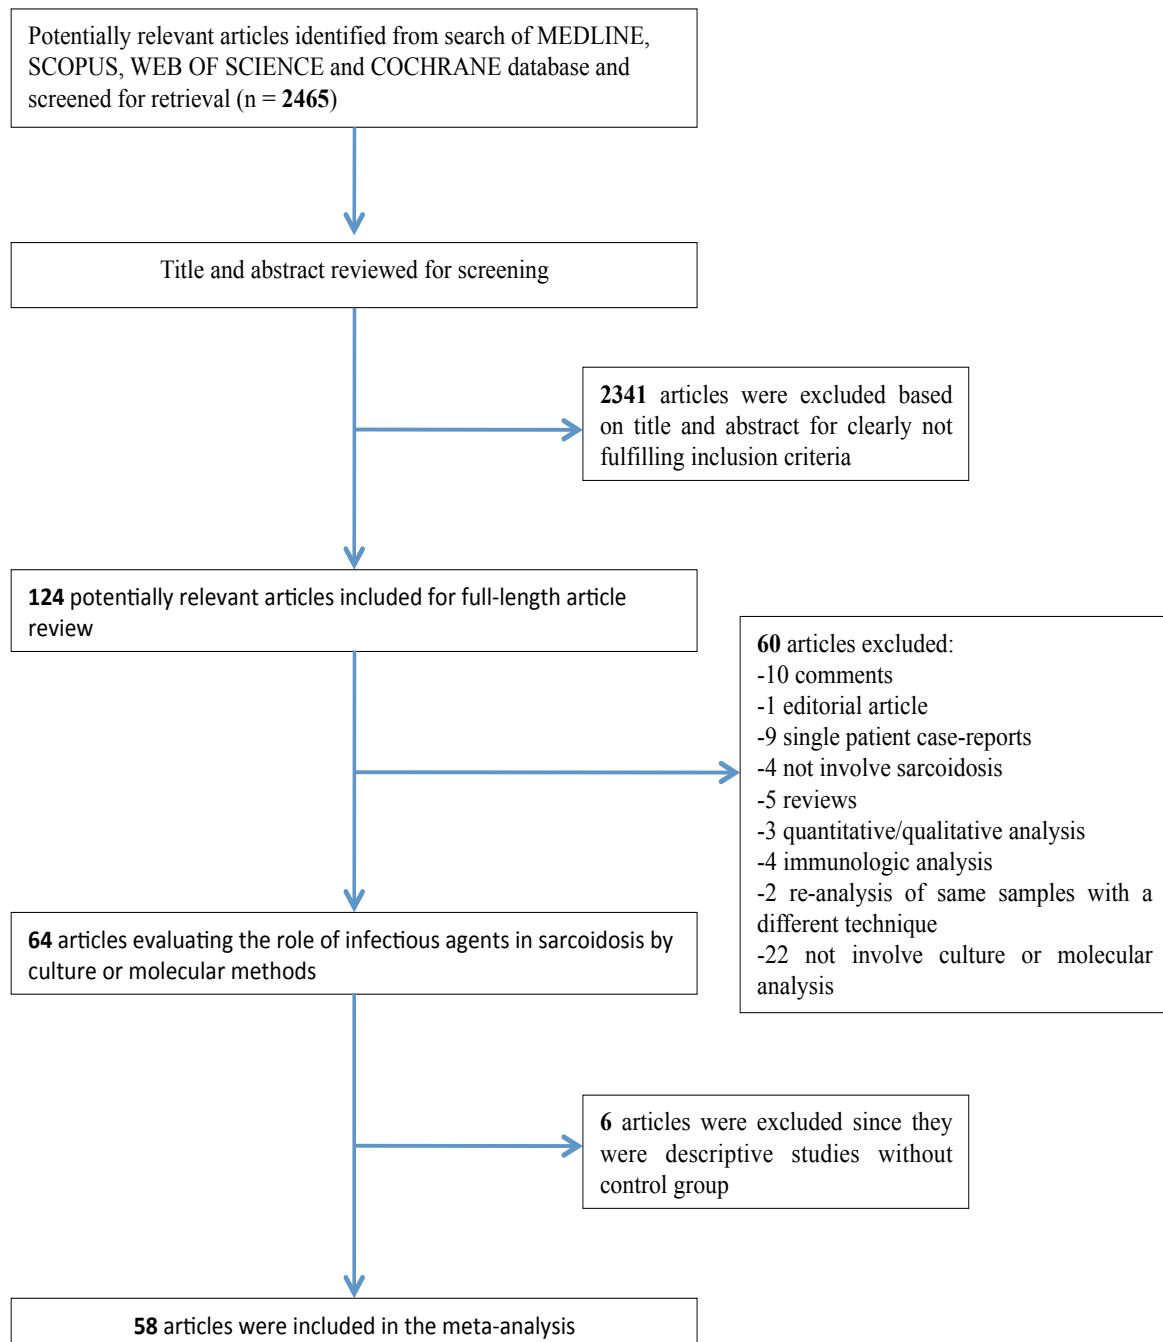 Potentially relevant articles identified from search of MEDLINE,
SCOPUS, WEB OF SCIENCE and COCHRANE database and
screened for retrieval (n = 2465)
Title and abstract reviewed for screening
2341 articles were excluded based
on title and abstract for clearly not
fulfilling inclusion criteria
124 potentially relevant articles included for full-length article
review
60 articles excluded:
-10 comments
-1 editorial article
-9 single patient case-reports
-4 not involve sarcoidosis
-5 reviews
-3 quantitative/qualitative analysis
-4 immunologic analysis
-2 re-analysis of same samples with a
different technique
-22 not involve culture or molecular
analysis
64 articles evaluating the role of infectious agents in sarcoidosis by
culture or molecular methods
6 articles were excluded since they
were descriptive studies without
control group
58 articles were included in the meta-analysis